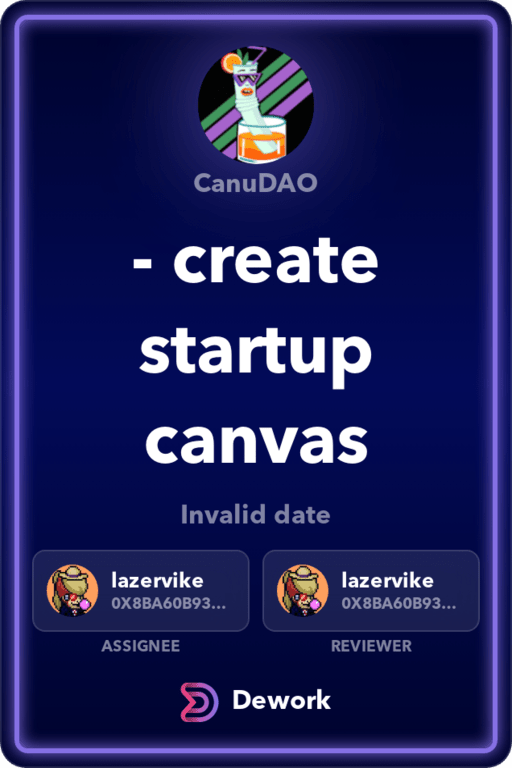 CanuDAO
- create
startup
canvas
Invalid date
lazervike
0X8BA60B93...
lazervike
0X8BA60B93...
ASSIGNEE
REVIEWER
Dework